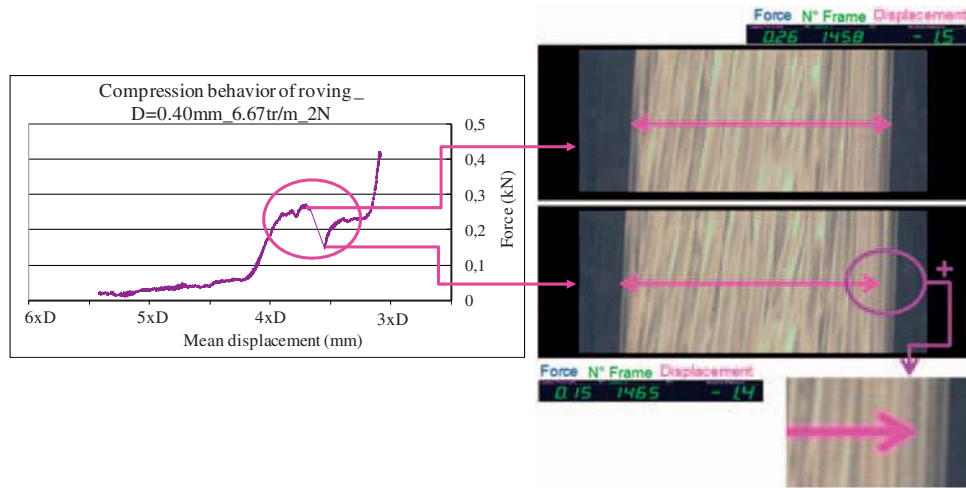 Compression behavior of roving_
D=0.40mm_6.67tr/m_2N
0,5
0,4
0,3
0,2
0,1
0
Force (kN)
6xD 5xD 4xD 3xD
Mean displacement (mm)
Force N° Frame Displacement
0.26 1458 - 1.5
+
Force N° Frame Displacement
0.15 1465 - 1.4